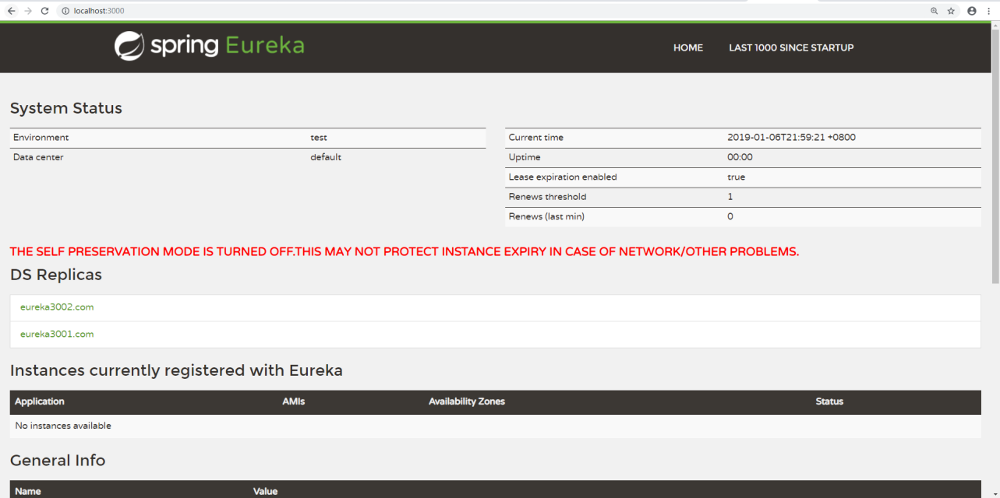 localhost:3000
spring Eureka
HOME LAST 1000 SINCE STARTUP
System Status
Environment test
Data center default
Current time 2019-01-06T21:59:21 +0800
Uptime 00:00
Lease expiration enabled true
Renews threshold 1
Renews (last min) 0
THE SELF PRESERVATION MODE IS TURNED OFF.THIS MAY NOT PROTECT INSTANCE EXPIRY IN CASE OF NETWORK/OTHER PROBLEMS.
DS Replicas
eureka3002.com
eureka3001.com
Instances currently registered with Eureka
Application AMIs Availability Zones Status
No instances available
General Info
Name Value